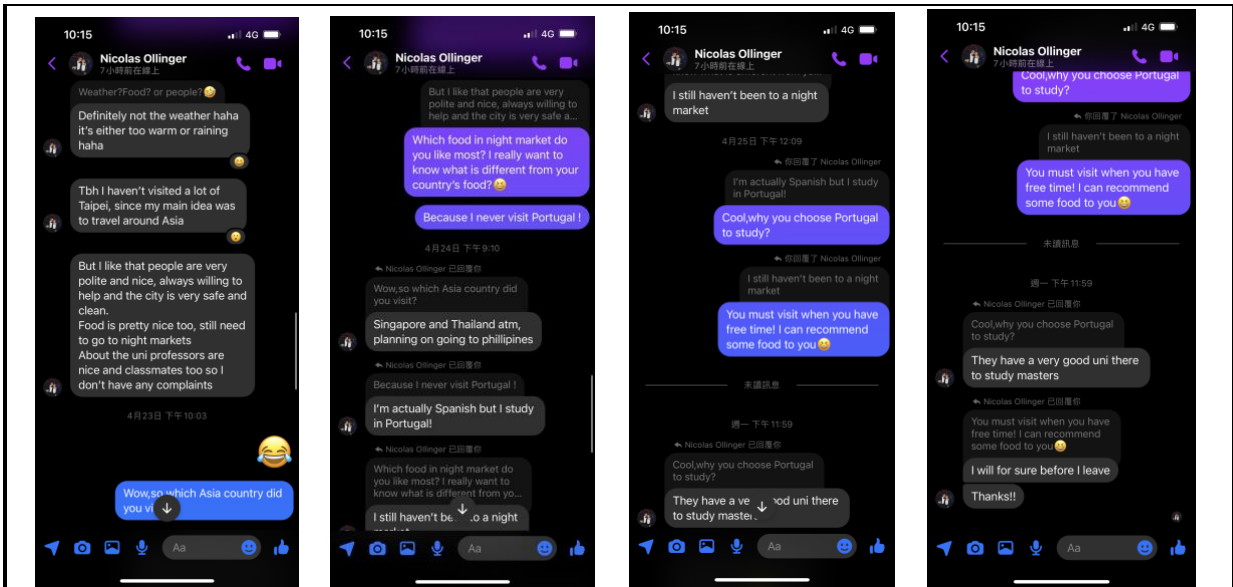 10:15
4G
Nicolas Ollinger
7小時前在線上
Weather?Food? or people?🤣
Definitely not the weather haha
it's either too warm or raining
haha
Tbh I haven't visited a lot of
Taipei, since my main idea was
to travel around Asia
But I like that people are very
polite and nice, always willing to
help and the city is very safe and
clean.
Food is pretty nice too, still need
to go to night markets
About the uni professors are
nice and classmates too so I
don't have any complaints
4月23日 下午10:03
😂
Wow,so which Asia country did
you
Aa
10:15
4G
Nicolas Ollinger
7小時前在線上
But I like that people are very
polite and nice, always willing to
help and the city is very safe a...
Which food in night market do
you like most? I really want to
know what is different from your
country's food?😄
Because I never visit Portugal !
4月24日 下午9:10
Nicolas Ollinger 已回覆你
Wow,so which Asia country did
you visit?
Singapore and Thailand atm,
planning on going to phillipines
Nicolas Ollinger 已回覆你
Because I never visit Portugal !
I'm actually Spanish but I study
in Portugal!
Nicolas Ollinger 已回覆你
Which food in night market do
you like most? I really want to
know what is different from yo...
I still haven't to a night
10:15
4G
Nicolas Ollinger
7小時前在線上
I still haven't been to a night
market
4月25日 下午12:09
你回覆了 Nicolas Ollinger
I'm actually Spanish but I study
in Portugal!
Cool,why you choose Portugal
to study?
你回覆了 Nicolas Ollinger
I still haven't been to a night
market
You must visit when you have
free time! I can recommend
some food to you😄
未讀訊息
週一 下午11:59
Nicolas Ollinger 已回覆你
Cool,why you choose Portugal
to study?
They have a uni there
to study
Aa
10:15
4G
Nicolas Ollinger
7小時前在線上
Cool,why you choose Portugal
to study?
你回覆了 Nicolas Ollinger
I still haven't been to a night
market
You must visit when you have
free time! I can recommend
some food to you😄
未讀訊息
週一 下午11:59
Nicolas Ollinger 已回覆你
Cool,why you choose Portugal
to study?
They have a very good uni there
to study masters
Nicolas Ollinger 已回覆你
You must visit when you have
free time! I can recommend
some food to you😄
I will for sure before I leave
Thanks!!
Aa